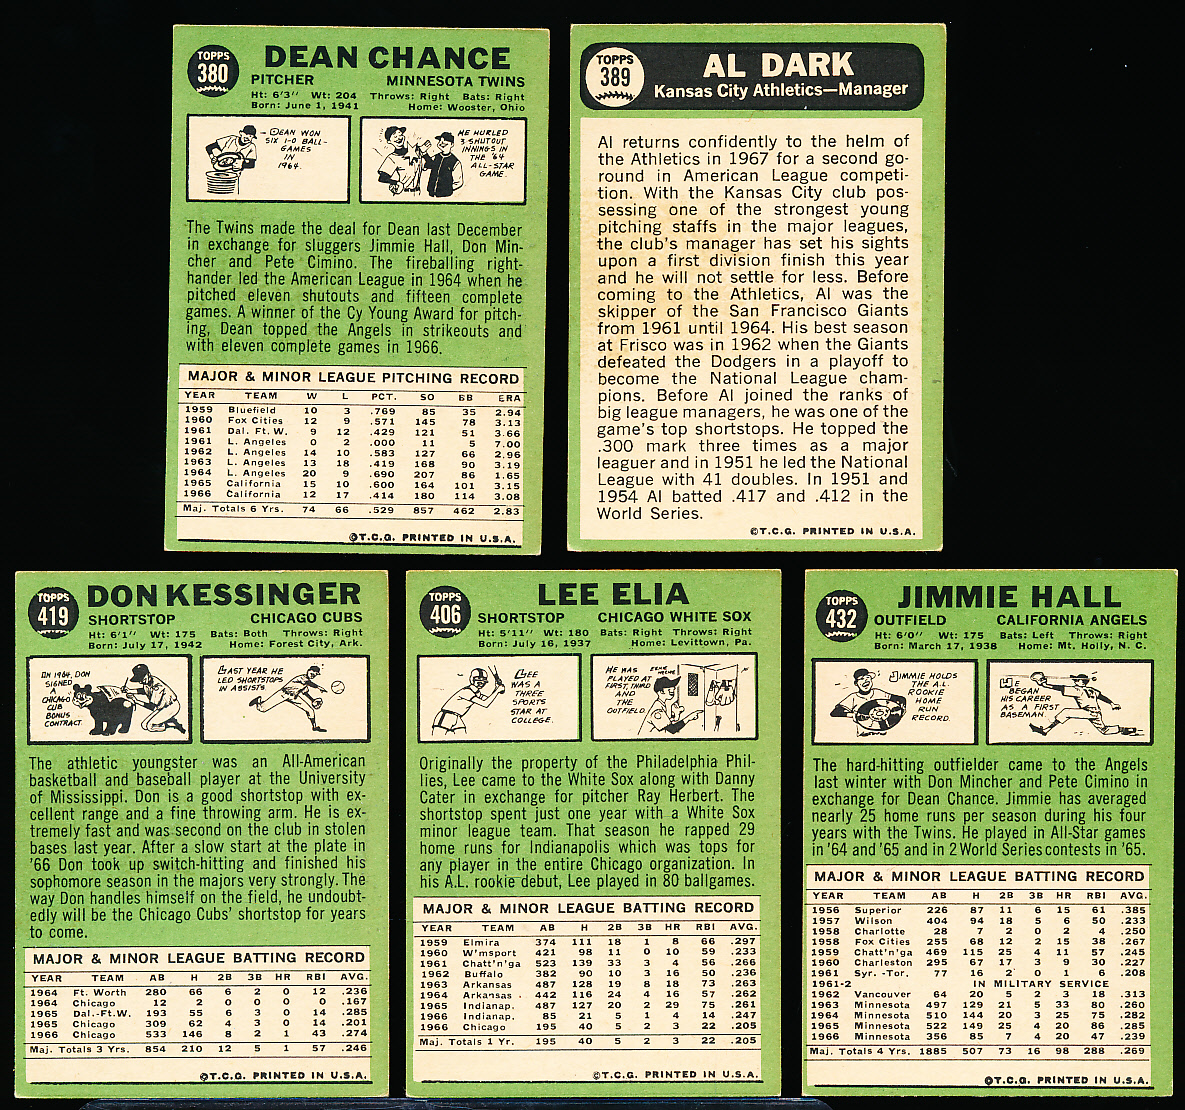 TOPPS
380
DEAN CHANCE
PITCHER MINNESOTA TWINS
Ht: 6'3" Wt: 204 Throws: Right Bats: Right
Born: June 1, 1941 Home: Wooster, Ohio
DEAN WON
SIX 1-0 BALL-
GAMES
IN
1964.
HE HURLED
3 SHUTOUT
INNINGS IN
THE '64
ALL-STAR
GAME.
The Twins made the deal for Dean last December
in exchange for sluggers Jimmie Hall, Don Min-
cher and Pete Cimino. The fireballing right-
hander led the American League in 1964 when he
pitched eleven shutouts and fifteen complete
games. A winner of the Cy Young Award for pitch-
ing, Dean topped the Angels in strikeouts and
with eleven complete games in 1966.
MAJOR & MINOR LEAGUE PITCHING RECORD
YEAR TEAM W L PCT. SO BB ERA
1959 Bluefield 10 3 .769 85 35 2.94
1960 Fox Cities 12 9 .571 145 78 3.13
1961 Dal. Ft. W. 9 12 .429 121 51 3.66
1961 L. Angeles 0 2 .000 11 5 7.00
1962 L. Angeles 14 10 .583 127 66 2.96
1963 L. Angeles 13 18 .419 168 90 3.19
1964 L. Angeles 20 9 .690 207 86 1.65
1965 California 15 10 .600 164 101 3.15
1966 California 12 17 .414 180 114 3.08
Maj. Totals 6 Yrs. 74 66 .529 857 462 2.83
©T.C.G. PRINTED IN U.S.A.
TOPPS
389
AL DARK
Kansas City Athletics—Manager
Al returns confidently to the helm of
the Athletics in 1967 for a second go-
round in American League competi-
tion. With the Kansas City club pos-
sessing one of the strongest young
pitching staffs in the major leagues,
the club's manager has set his sights
upon a first division finish this year
and he will not settle for less. Before
coming to the Athletics, Al was the
skipper of the San Francisco Giants
from 1961 until 1964. His best season
at Frisco was in 1962 when the Giants
defeated the Dodgers in a playoff to
become the National League cham-
pions. Before Al joined the ranks of
big league managers, he was one of the
game's top shortstops. He topped the
.300 mark three times as a major
leaguer and in 1951 he led the National
League with 41 doubles. In 1951 and
1954 Al batted .417 and .412 in the
World Series.
©T.C.G. PRINTED IN U.S.A.
TOPPS
419
DON KESSINGER
SHORTSTOP CHICAGO CUBS
Ht: 6'1" Wt: 175 Bats: Both Throws: Right
Born: July 17, 1942 Home: Forest City, Ark.
IN 1964, DON
SIGNED
A
CHICAGO
CUB
BONUS
CONTRACT.
LAST YEAR HE
LED SHORTSTOPS
IN ASSISTS.
The athletic youngster was an All-American
basketball and baseball player at the University
of Mississippi. Don is a good shortstop with ex-
cellent range and a fine throwing arm. He is ex-
tremely fast and was second on the club in stolen
bases last year. After a slow start at the plate in
'66 Don took up switch-hitting and finished his
sophomore season in the majors very strongly. The
way Don handles himself on the field, he undoubt-
edly will be the Chicago Cubs' shortstop for years
to come.
MAJOR & MINOR LEAGUE BATTING RECORD
YEAR TEAM AB H 2B 3B HR RBI AVG.
1964 Ft. Worth 280 66 6 2 0 12 .236
1964 Chicago 12 2 0 0 0 0 .167
1965 Dal.-Ft.W. 193 55 6 3 0 14 .285
1965 Chicago 309 62 4 3 0 14 .201
1966 Chicago 533 146 8 2 1 43 .274
Maj. Totals 3 Yrs. 854 210 12 5 1 57 .246
©T.C.G. PRINTED IN U.S.A.
TOPPS
406
LEE ELIA
SHORTSTOP CHICAGO WHITE SOX
Ht: 5'11" Wt: 180 Bats: Right Throws: Right
Born: July 16, 1937 Home: Levittown, Pa.
LEE
WAS A
THREE
SPORTS
STAR AT
COLLEGE.
HE WAS
PLAYED AT
FIRST, THIRD
AND
THE
OUTFIELD.
EENIE
MEENIE
Originally the property of the Philadelphia Phil-
lies, Lee came to the White Sox along with Danny
Cater in exchange for pitcher Ray Herbert. The
shortstop spent just one year with a White Sox
minor league team. That season he rapped 29
home runs for Indianapolis which was tops for
any player in the entire Chicago organization. In
his A.L. rookie debut, Lee played in 80 ballgames.
MAJOR & MINOR LEAGUE BATTING RECORD
YEAR TEAM AB H 2B 3B HR RBI AVG.
1959 Elmira 374 111 18 1 8 66 .297
1960 W'msport 421 98 11 0 10 59 .233
1961 Chatt'n'ga 523 139 33 3 4 56 .266
1962 Buffalo 382 90 10 3 16 50 .236
1963 Arkansas 487 128 19 8 18 73 .263
1964 Arkansas 442 116 24 4 16 57 .262
1965 Indianap. 487 127 20 2 29 75 .261
1966 Indianap. 85 21 5 1 4 14 .247
1966 Chicago 195 40 5 2 3 22 .205
Maj. Totals 1 Yr. 195 40 5 2 3 22 .205
©T.C.G. PRINTED IN U.S.A.
TOPPS
432
JIMMIE HALL
OUTFIELD CALIFORNIA ANGELS
Ht: 6'0" Wt: 175 Bats: Left Throws: Right
Born: March 17, 1938 Home: Mt. Holly, N. C.
JIMMIE HOLDS
THE A.L.
ROOKIE
HOME
RUN
RECORD.
HE
BEGAN
HIS CAREER
AS A FIRST
BASEMAN.
The hard-hitting outfielder came to the Angels
last winter with Don Mincher and Pete Cimino in
exchange for Dean Chance. Jimmie has averaged
nearly 25 home runs per season during his four
years with the Twins. He played in All-Star games
in '64 and '65 and in 2 World Series contests in '65.
MAJOR & MINOR LEAGUE BATTING RECORD
YEAR TEAM AB H 2B 3B HR RBI AVG.
1956 Superior 226 87 11 6 15 61 .385
1957 Wilson 404 94 18 5 6 50 .233
1958 Charlotte 28 7 2 0 2 4 .250
1958 Fox Cities 255 68 12 2 15 38 .267
1959 Chatt'n'ga 469 115 25 4 11 57 .245
1960 Charleston 295 67 17 3 9 30 .227
1961 Syr. -Tor. 77 16 2 0 1 6 .208
1961-2 IN MILITARY SERVICE
1962 Vancouver 64 20 5 2 3 18 .313
1963 Minnesota 497 129 21 5 33 80 .260
1964 Minnesota 510 144 20 3 25 75 .282
1965 Minnesota 522 149 25 4 20 86 .285
1966 Minnesota 356 85 7 4 20 47 .239
Maj. Totals 4 Yrs. 1885 507 73 16 98 288 .269
©T.C.G. PRINTED IN U.S.A.